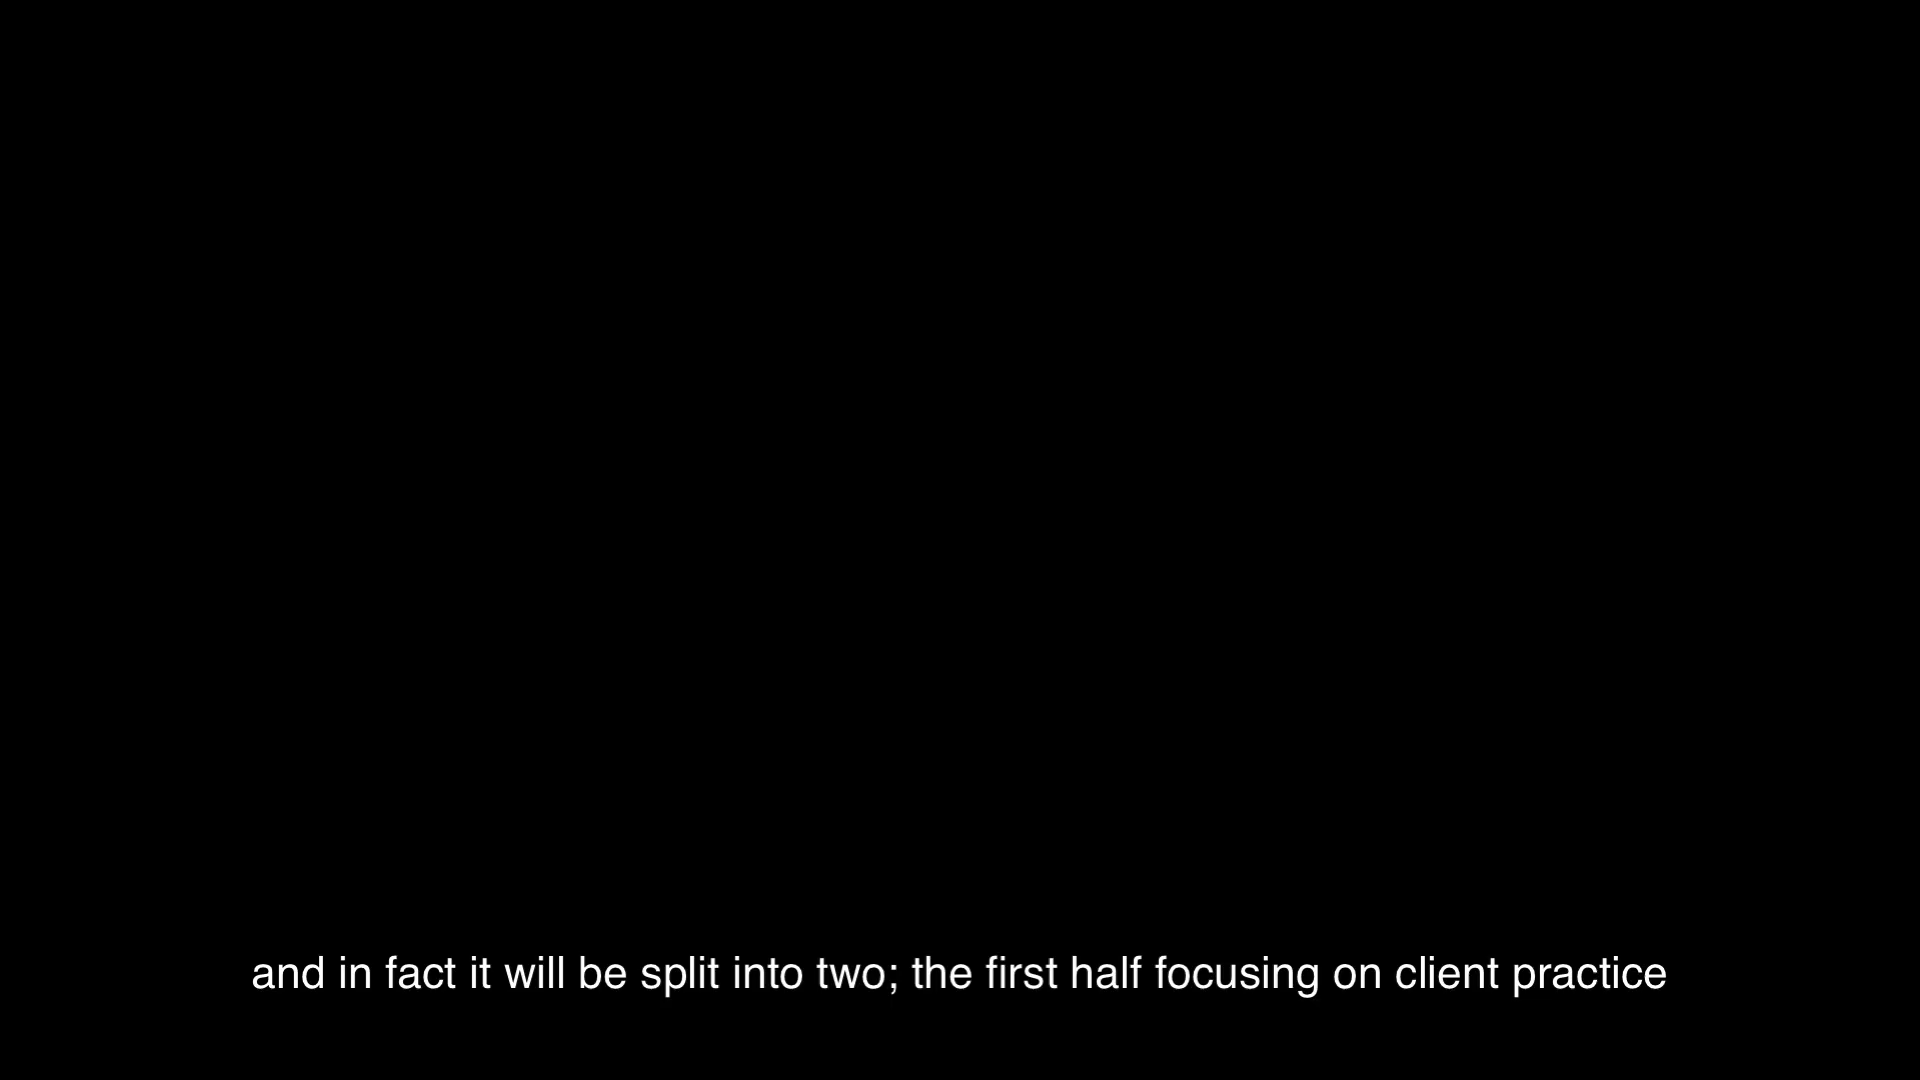 and in fact it will be split into two; the first half focusing on client practice